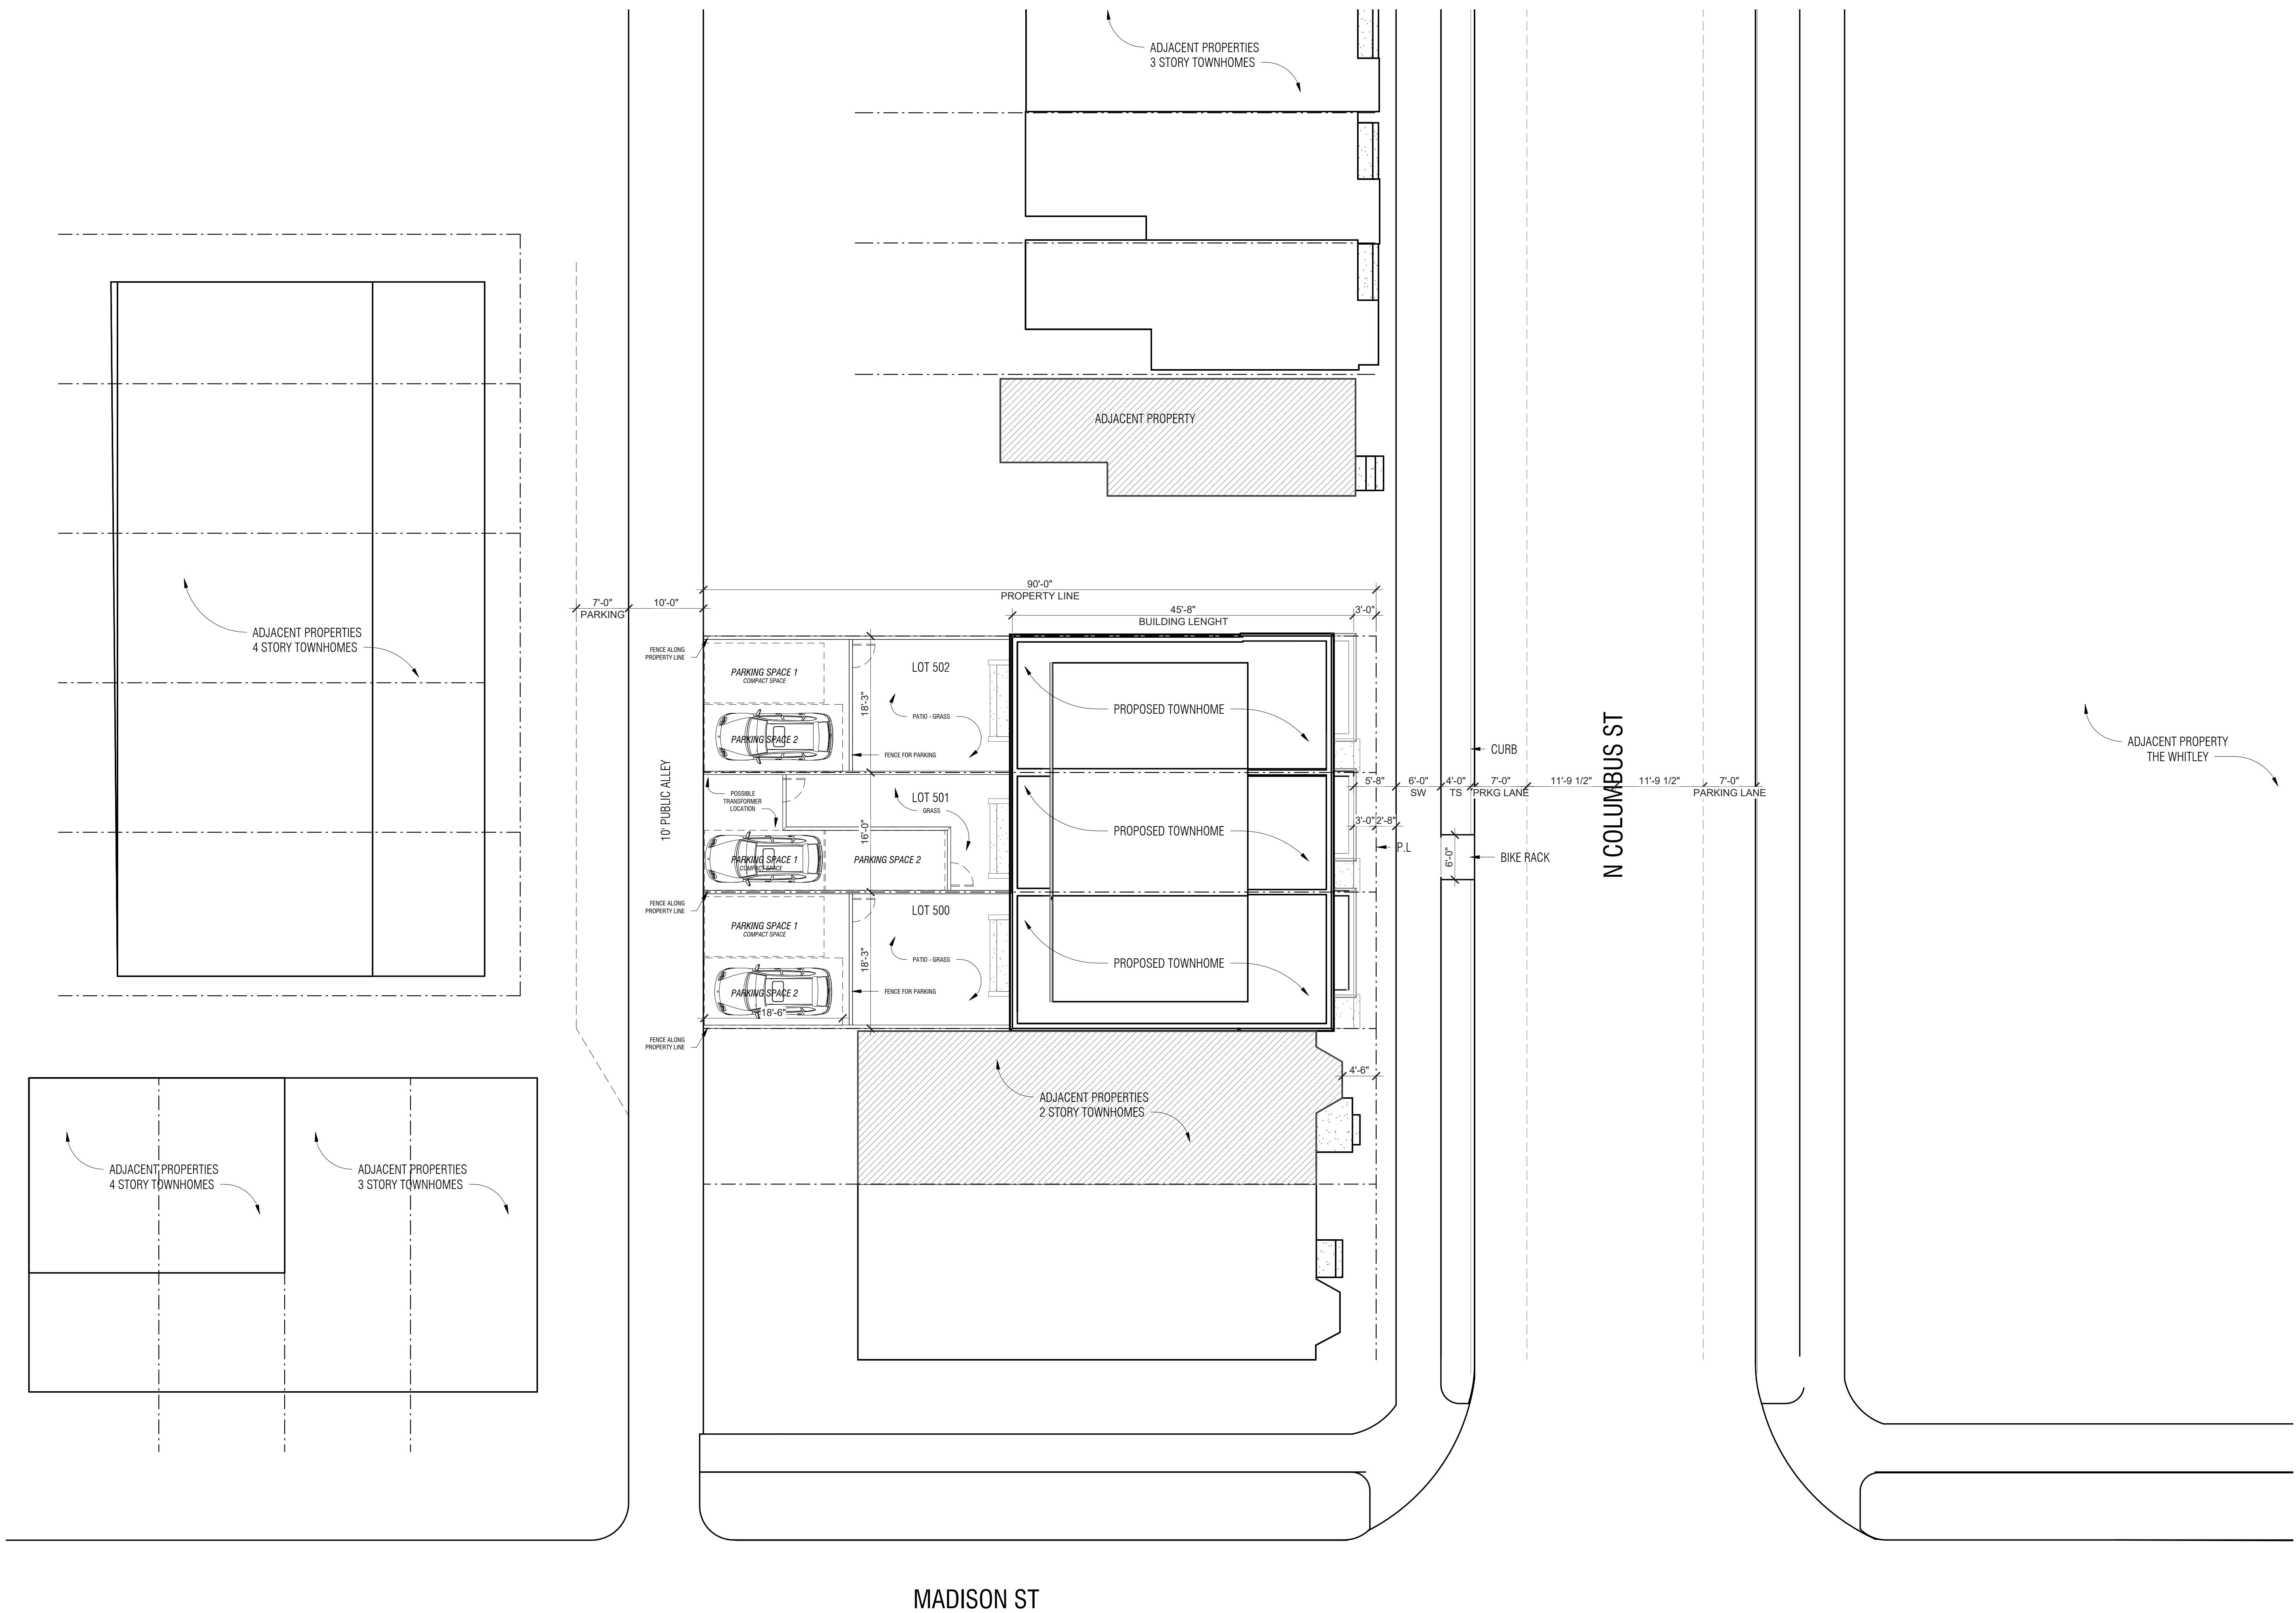 ADJACENT PROPERTIES
3 STORY TOWNHOMES
ADJACENT PROPERTY
90'-0"
PROPERTY LINE
7'-0"
PARKING
10'-0"
45'-8"
BUILDING LENGHT
3'-0"
ADJACENT PROPERTIES
4 STORY TOWNHOMES
FENCE ALONG
PROPERTY LINE
PARKING SPACE 1
COMPACT SPACE
LOT 502
18'-3"
PATIO - GRASS
PROPOSED TOWNHOME
PARKING SPACE 2
FENCE FOR PARKING
10' PUBLIC ALLEY
POSSIBLE
TRANSFORMER
LOCATION
LOT 501
GRASS
16'-0"
PROPOSED TOWNHOME
PARKING SPACE 1
COMPACT SPACE
PARKING SPACE 2
FENCE ALONG
PROPERTY LINE
LOT 500
PARKING SPACE 1
COMPACT SPACE
18'-3"
PATIO - GRASS
PROPOSED TOWNHOME
PARKING SPACE 2
FENCE FOR PARKING
18'-6"
FENCE ALONG
PROPERTY LINE
CURB
5'-8"
6'-0"
SW
4'-0"
TS
7'-0"
PRKG LANE
11'-9 1/2"
11'-9 1/2"
7'-0"
PARKING LANE
3'-0"
2'-8"
P.L
6'-0"
BIKE RACK
N COLUMBUS ST
ADJACENT PROPERTY
THE WHITLEY
4'-6"
ADJACENT PROPERTIES
2 STORY TOWNHOMES
ADJACENT PROPERTIES
4 STORY TOWNHOMES
ADJACENT PROPERTIES
3 STORY TOWNHOMES
MADISON ST